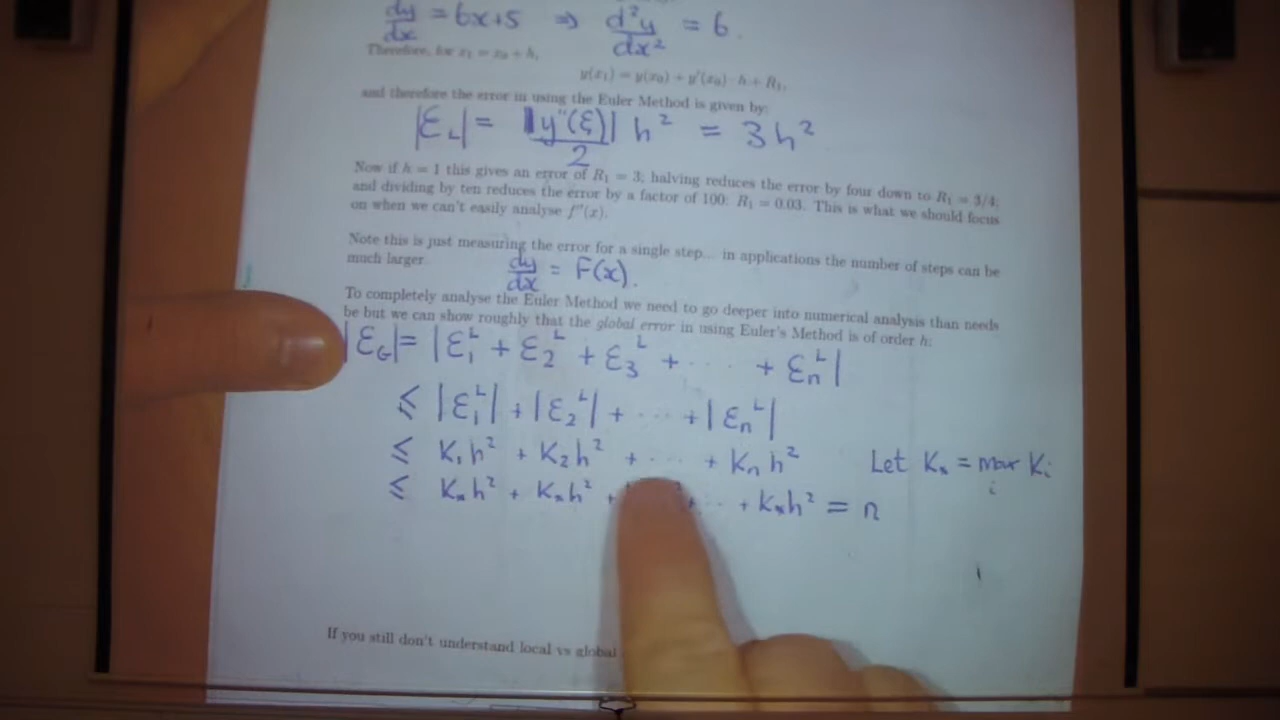 dy/dx = 6x+5 ⇒ d²y/dx² = 6.
Therefore, for x₁ = x₀ + h,
y(x₁) = y(x₀) + y'(x₀) · h + R₁,
and therefore the error in using the Euler Method is given by:
|ε_L| = |y''(ξ)|/2 h² = 3h²
Now if h = 1 this gives an error of R₁ = 3; halving reduces the error by four down to R₁ = 3/4;
and dividing by ten reduces the error by a factor of 100: R₁ = 0.03. This is what we should focus
on when we can't easily analyse f''(x).
Note this is just measuring the error for a single step... in applications the number of steps can be
much larger.
dy/dx = F(x).
To completely analyse the Euler Method we need to go deeper into numerical analysis than needs
be but we can show roughly that the global error in using Euler's Method is of order h:
|ε_G| = |ε₁ᴸ + ε₂ᴸ + ε₃ᴸ + ... + εₙᴸ|
≤ |ε₁ᴸ| + |ε₂ᴸ| + ... + |εₙᴸ|
≤ K₁h² + K₂h² + ... + Kₙh² Let K* = max Kᵢ
i
≤ K*h² + K*h² + ... + K*h² = n
If you still don't understand local vs global